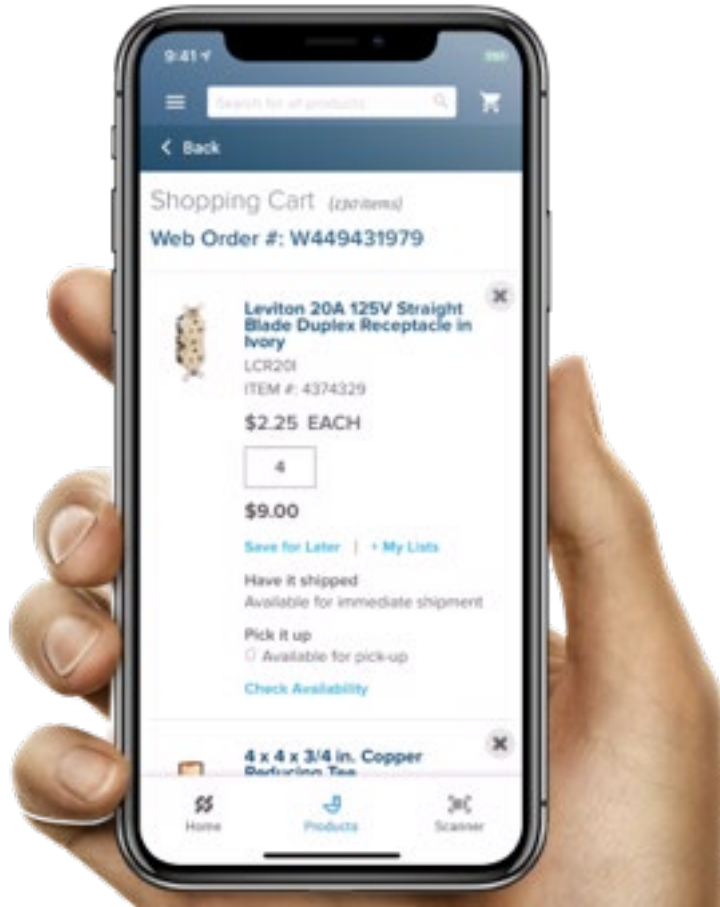 9:41
Search for all products
Back
Shopping Cart (230 items)
Web Order #: W449431979
Leviton 20A 125V Straight
Blade Duplex Receptacle in
Ivory
LCR20I
ITEM #: 4374329
$2.25 EACH
4
$9.00
Save for Later | + My Lists
Have it shipped
Available for immediate shipment
Pick it up
0 Available for pick-up
Check Availability
4 x 4 x 3/4 in. Copper
Reducing Tee
Home
Products
Scanner